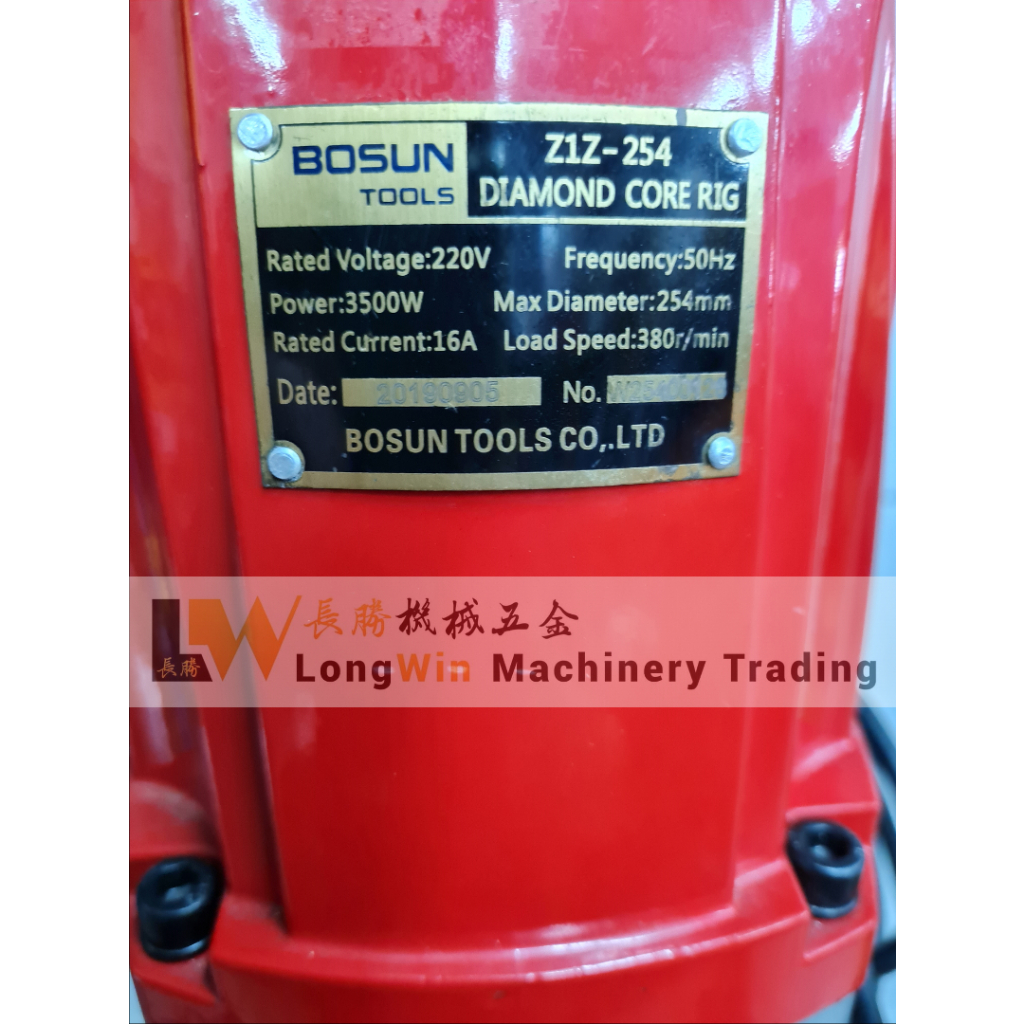 BOSUN
TOOLS
Z1Z-254
DIAMOND CORE RIG
Rated Voltage:220V Frequency:50Hz
Power:3500W Max Diameter:254mm
Rated Current:16A Load Speed:380r/min
Date: 20190905 No.
BOSUN TOOLS CO,.LTD
LW 長勝機械五金
長勝 LongWin Machinery Trading